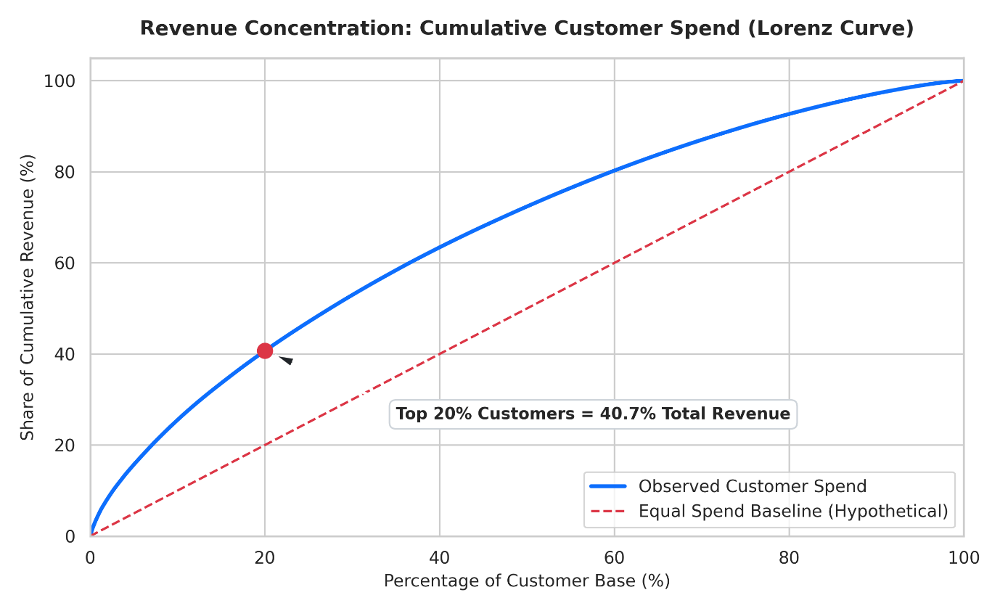 Revenue Concentration: Cumulative Customer Spend (Lorenz Curve)
Share of Cumulative Revenue (%)
100
80
60
40
20
0
Top 20% Customers = 40.7% Total Revenue
Observed Customer Spend
Equal Spend Baseline (Hypothetical)
0 20 40 60 80 100
Percentage of Customer Base (%)